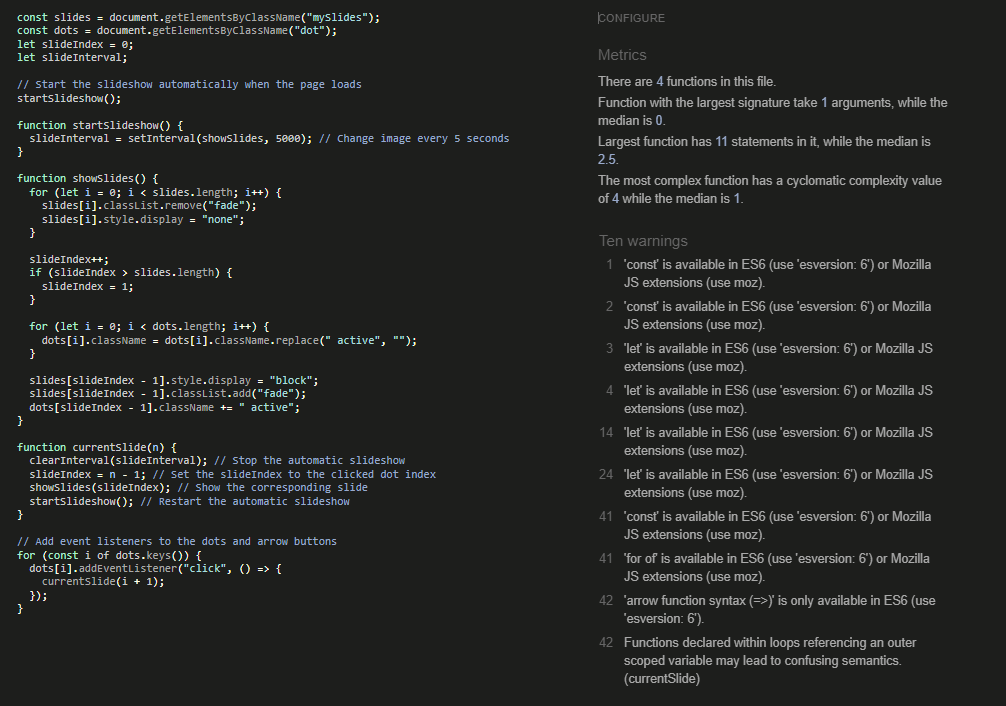 const slides = document.getElementsByClassName("mySlides");
const dots = document.getElementsByClassName("dot");
let slideIndex = 0;
let slideInterval;

// Start the slideshow automatically when the page loads
startSlideshow();

function startSlideshow() {
  slideInterval = setInterval(showSlides, 5000); // Change image every 5 seconds
}

function showSlides() {
  for (let i = 0; i < slides.length; i++) {
    slides[i].classList.remove("fade");
    slides[i].style.display = "none";
  }

  slideIndex++;
  if (slideIndex > slides.length) {
    slideIndex = 1;
  }

  for (let i = 0; i < dots.length; i++) {
    dots[i].className = dots[i].className.replace(" active", "");
  }

  slides[slideIndex - 1].style.display = "block";
  slides[slideIndex - 1].classList.add("fade");
  dots[slideIndex - 1].className += " active";
}

function currentSlide(n) {
  clearInterval(slideInterval); // Stop the automatic slideshow
  slideIndex = n - 1; // Set the slideIndex to the clicked dot index
  showSlides(slideIndex); // Show the corresponding slide
  startSlideshow(); // Restart the automatic slideshow
}

// Add event listeners to the dots and arrow buttons
for (const i of dots.keys()) {
  dots[i].addEventListener("click", () => {
    currentSlide(i + 1);
  });
}
CONFIGURE
Metrics
There are 4 functions in this file.
Function with the largest signature take 1 arguments, while the
median is 0.
Largest function has 11 statements in it, while the median is
2.5.
The most complex function has a cyclomatic complexity value
of 4 while the median is 1.
Ten warnings
1 'const' is available in ES6 (use 'esversion: 6') or Mozilla
JS extensions (use moz).
2 'const' is available in ES6 (use 'esversion: 6') or Mozilla
JS extensions (use moz).
3 'let' is available in ES6 (use 'esversion: 6') or Mozilla JS
extensions (use moz).
4 'let' is available in ES6 (use 'esversion: 6') or Mozilla JS
extensions (use moz).
14 'let' is available in ES6 (use 'esversion: 6') or Mozilla JS
extensions (use moz).
24 'let' is available in ES6 (use 'esversion: 6') or Mozilla JS
extensions (use moz).
41 'const' is available in ES6 (use 'esversion: 6') or Mozilla
JS extensions (use moz).
41 'for of' is available in ES6 (use 'esversion: 6') or Mozilla
JS extensions (use moz).
42 'arrow function syntax (=>)' is only available in ES6 (use
'esversion: 6').
42 Functions declared within loops referencing an outer
scoped variable may lead to confusing semantics.
(currentSlide)